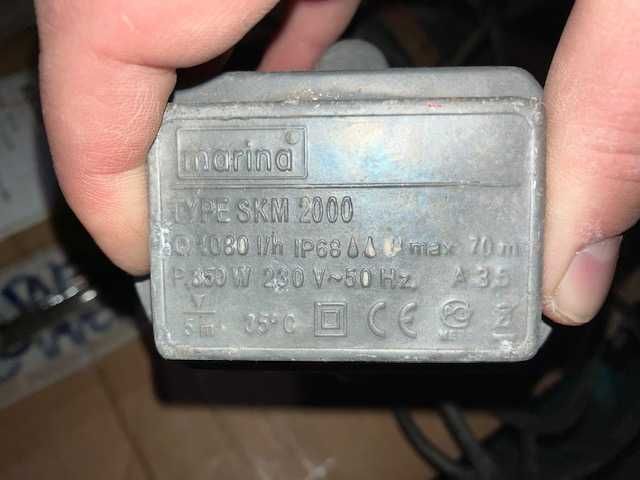 marina
TYPE SKM 2000
Q 1080 l/h IP68 H max 70 m
P 350 W 230 V~50 Hz A 3,5
5 m 35°C CE